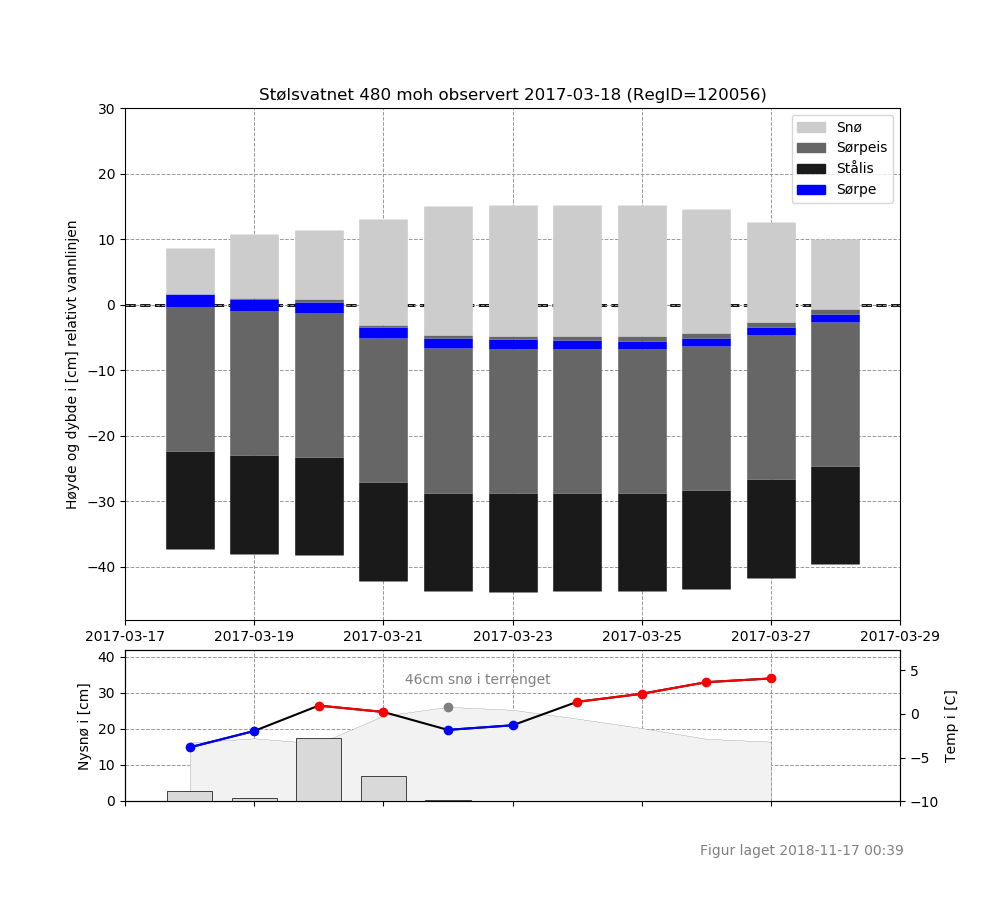 Stølsvatnet 480 moh observert 2017-03-18 (RegID=120056)
30
20
10
0
−10
−20
−30
−40
Høyde og dybde i [cm] relativt vannlinjen
Snø
Sørpeis
Stålis
Sørpe
2017-03-17 2017-03-19 2017-03-21 2017-03-23 2017-03-25 2017-03-27 2017-03-29
40
30
20
10
0
Nysnø i [cm]
46cm snø i terrenget
5
0
−5
−10
Temp i [C]
Figur laget 2018-11-17 00:39